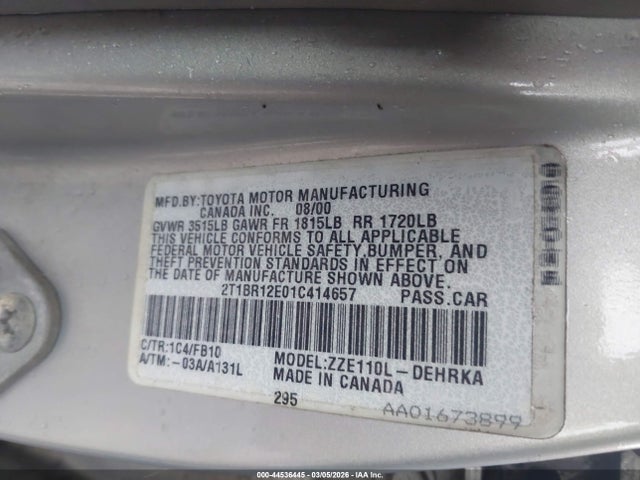 MFD.BY:TOYOTA MOTOR MANUFACTURING
CANADA INC. 08/00
GVWR 3515LB GAWR FR 1815LB RR 1720LB
THIS VEHICLE CONFORMS TO ALL APPLICABLE
FEDERAL MOTOR VEHICLE SAFETY,BUMPER, AND
THEFT PREVENTION STANDARDS IN EFFECT ON
THE DATE OF MANUFACTURE SHOWN ABOVE.
2T1BR12E01C414657 PASS.CAR
C/TR:1C4/FB10 MODEL:ZZE110L-DEHRKA
A/TM:-03A/A131L MADE IN CANADA
295 AA01673899
000-44536445 - 03/05/2026 - IAA, Inc.